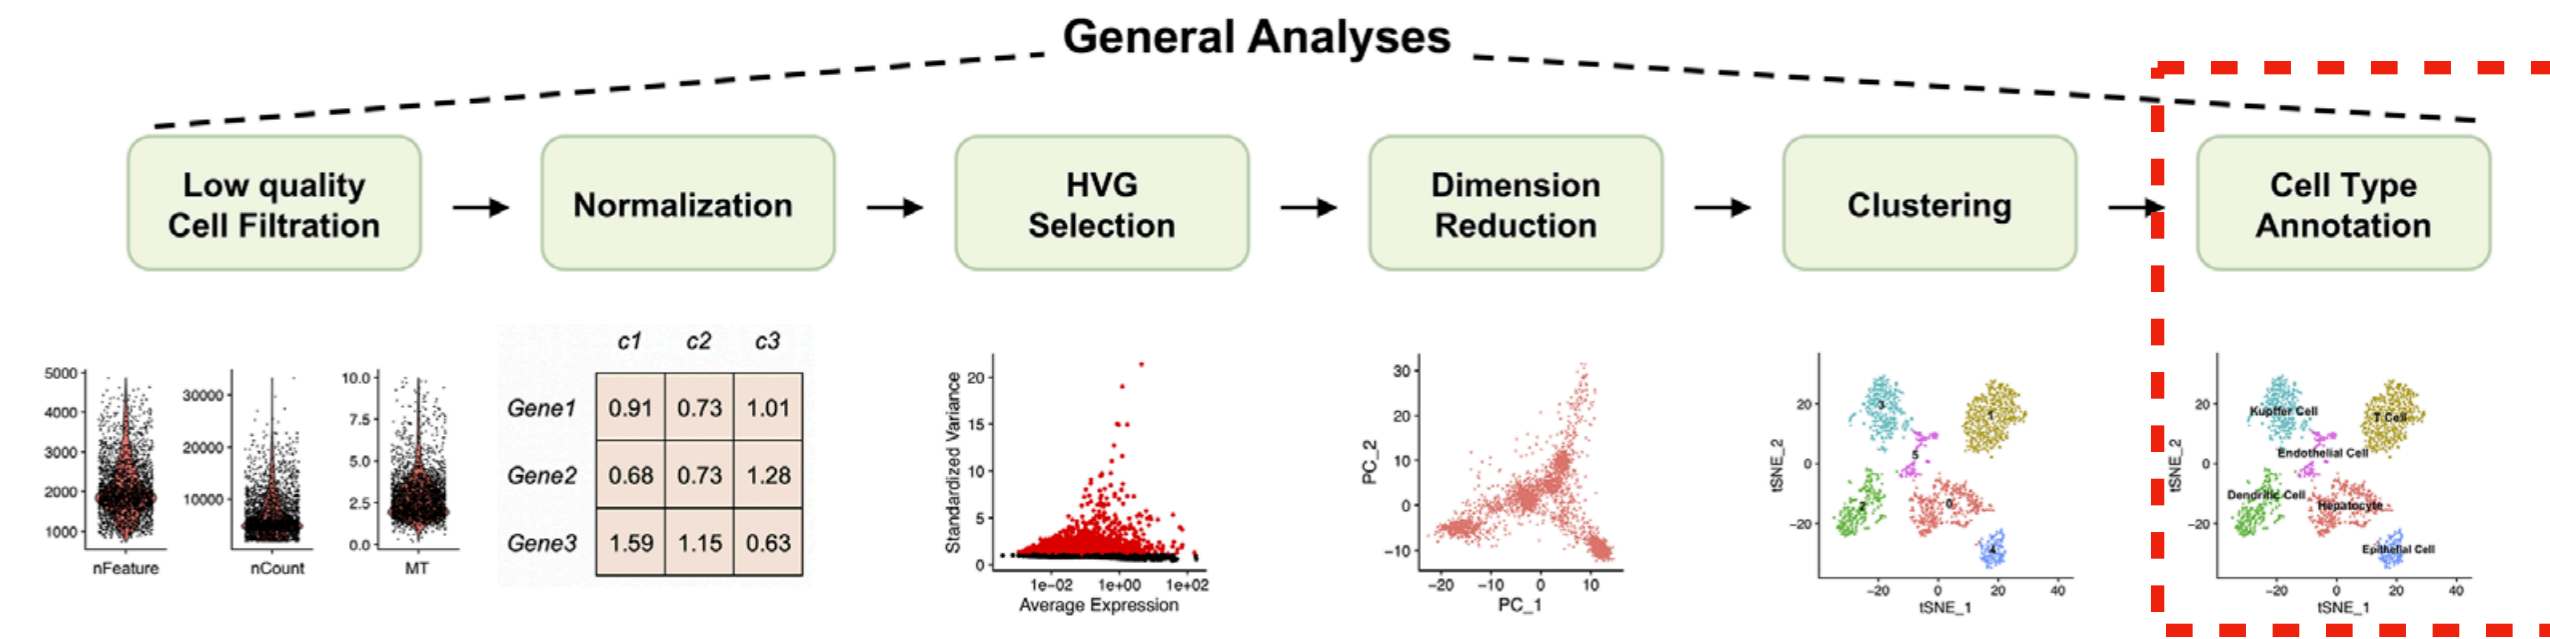 General Analyses
Low quality
Cell Filtration
Normalization
HVG
Selection
Dimension
Reduction
Clustering
Cell Type
Annotation
5000
4000
3000
2000
1000
nFeature
30000
20000
10000
nCount
10.0
7.5
5.0
2.5
0.0
MT
c1 c2 c3
Gene1 0.91 0.73 1.01
Gene2 0.68 0.73 1.28
Gene3 1.59 1.15 0.63
Standardized Variance
20
15
10
5
0
1e-02 1e+00 1e+02
Average Expression
PC_2
30
20
10
0
-10
-20 -10 0 10
PC_1
tSNE_2
20
0
-20
3
1
5
2
0
4
-20 0 20 40
tSNE_1
tSNE_2
20
0
-20
Kupffer Cell
T Cell
Endothelial Cell
Dendritic Cell
Hepatocyte
Epithelial Cell
-20 0 20 40
tSNE_1